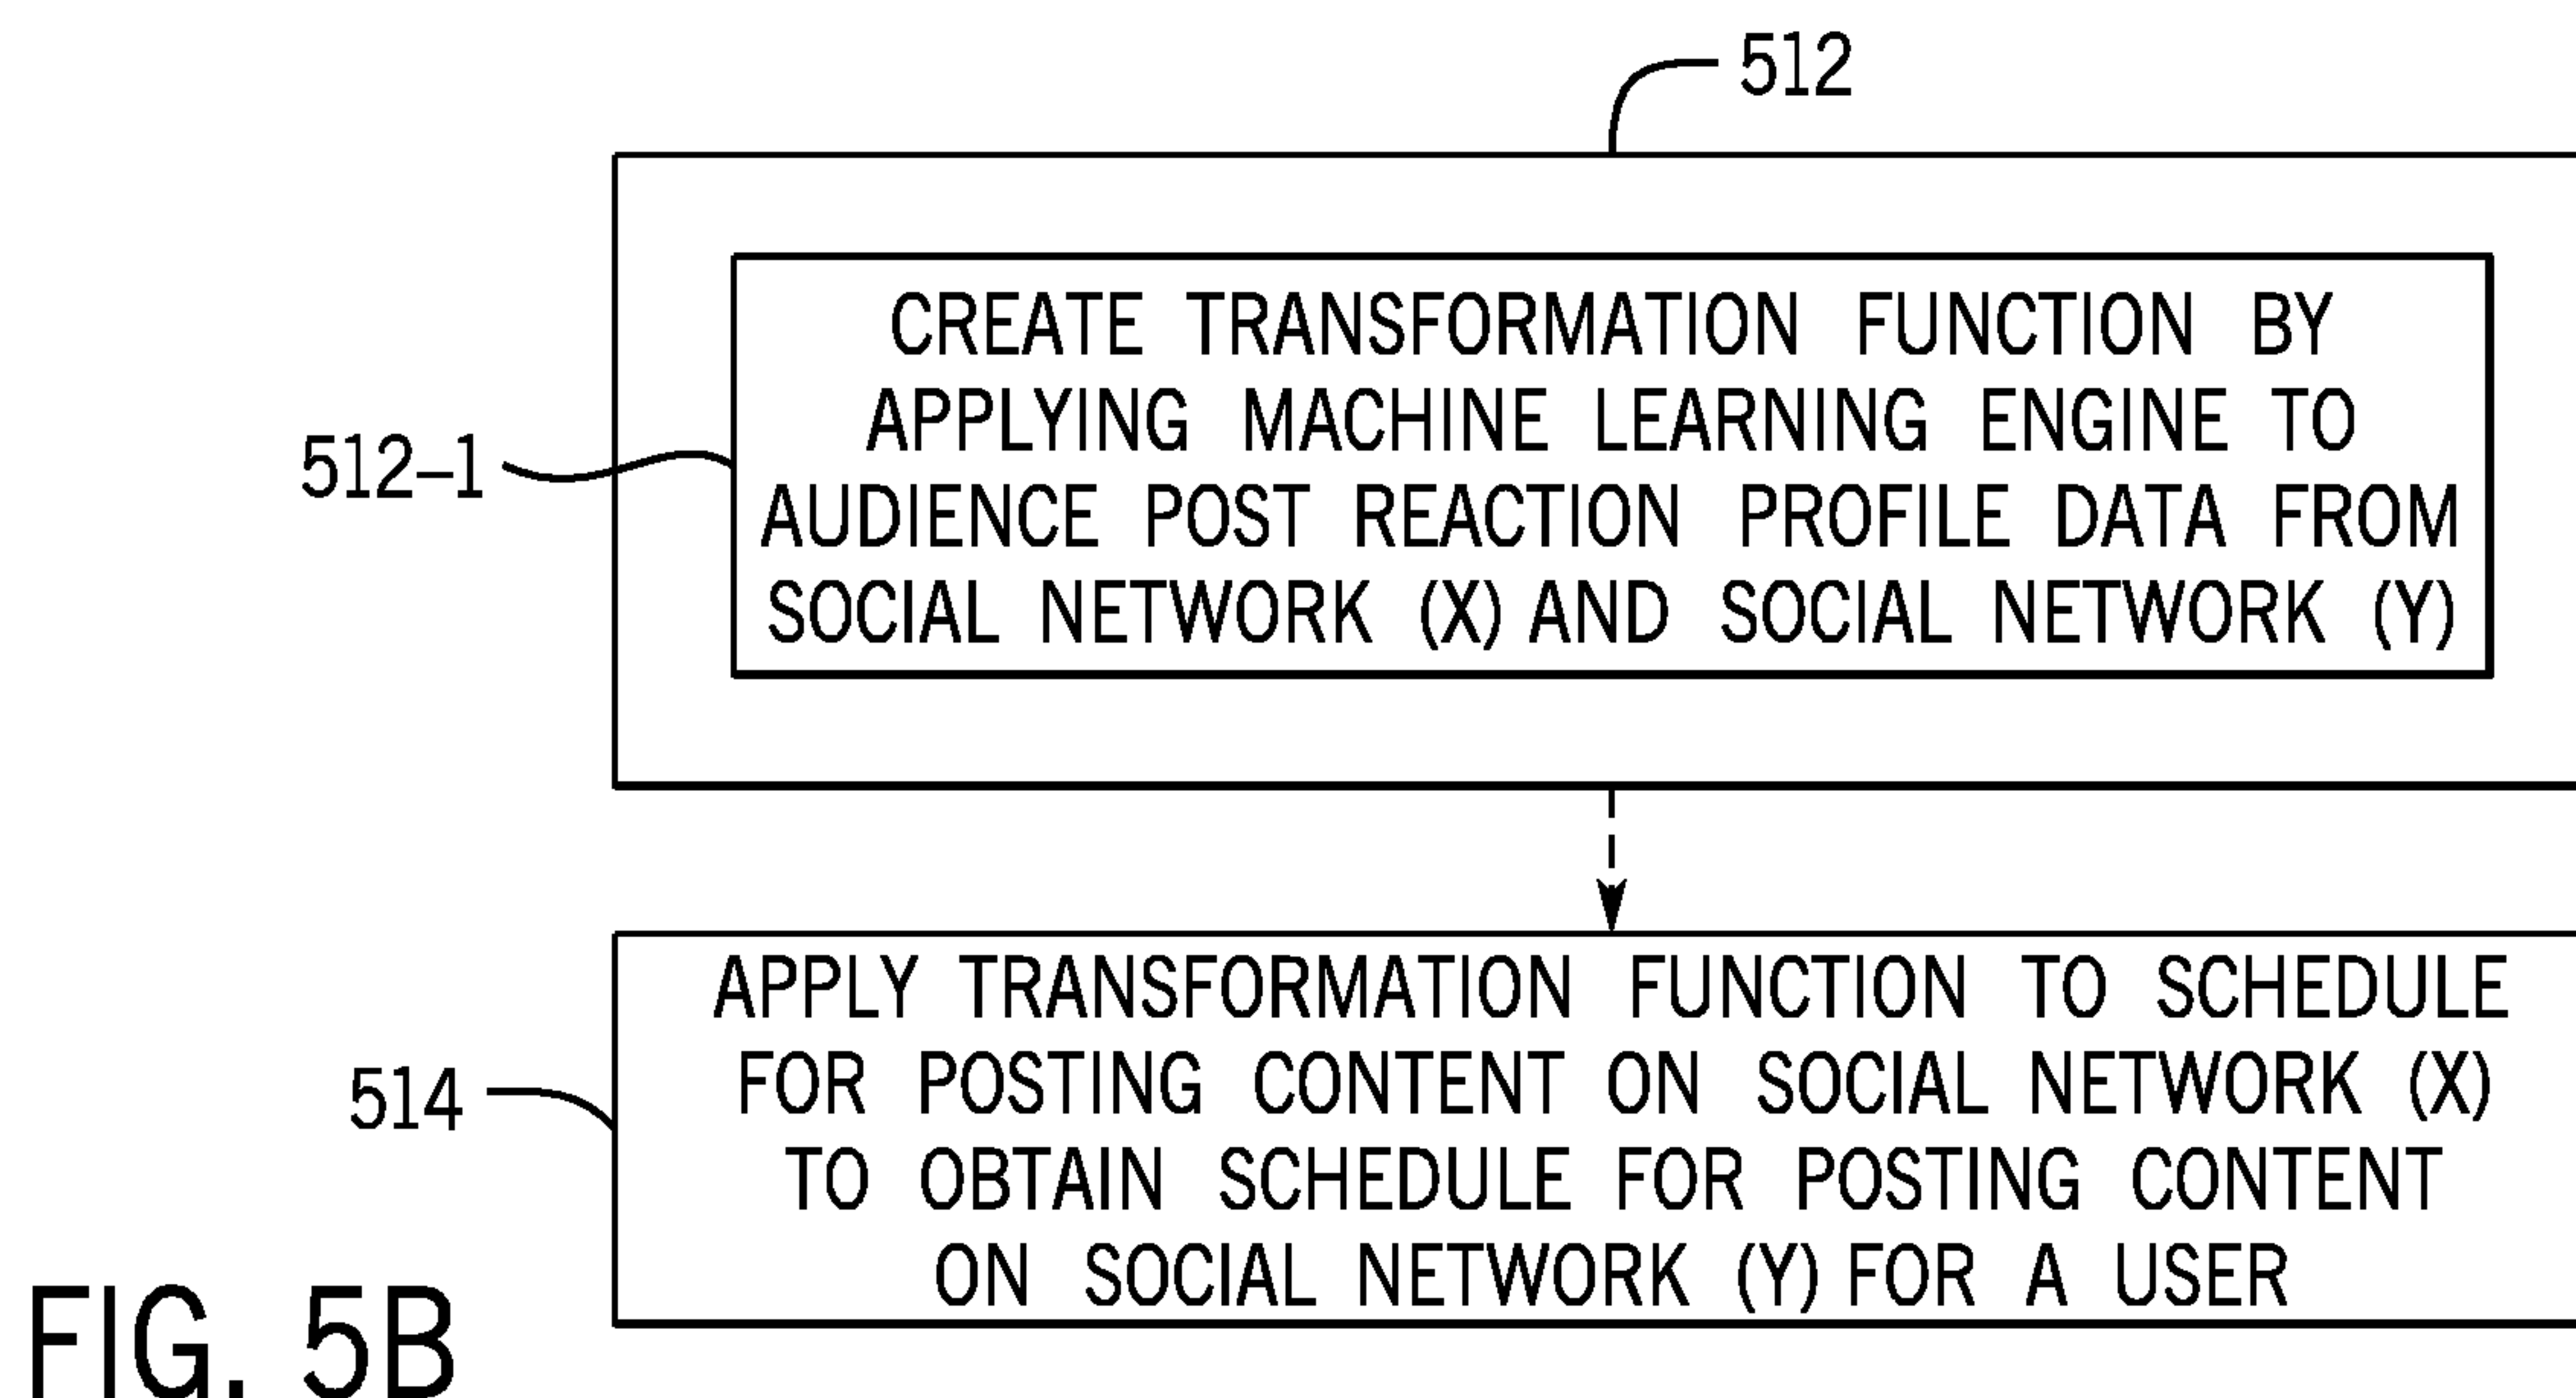 512
CREATE TRANSFORMATION FUNCTION BY
APPLYING MACHINE LEARNING ENGINE TO
AUDIENCE POST REACTION PROFILE DATA FROM
SOCIAL NETWORK (X) AND SOCIAL NETWORK (Y)
512-1
APPLY TRANSFORMATION FUNCTION TO SCHEDULE
FOR POSTING CONTENT ON SOCIAL NETWORK (X)
TO OBTAIN SCHEDULE FOR POSTING CONTENT
ON SOCIAL NETWORK (Y) FOR A USER
514
FIG. 5B